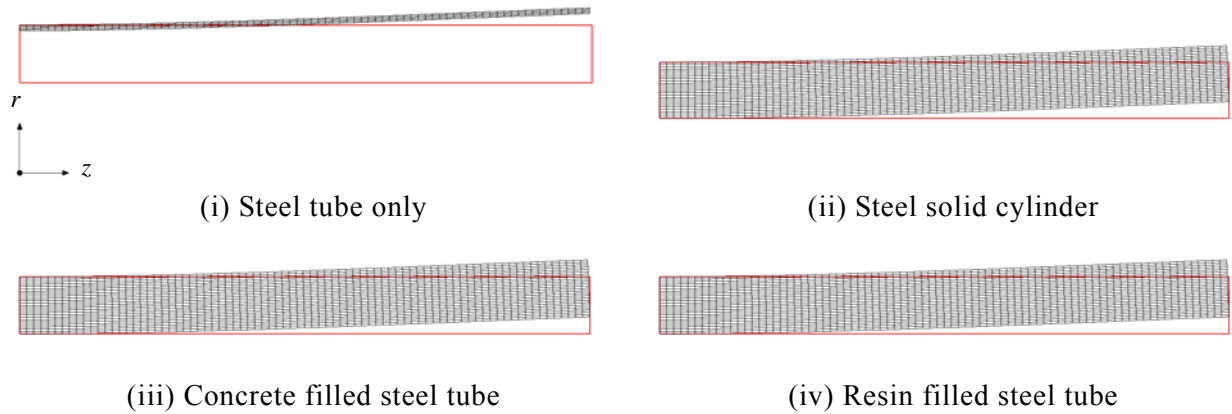 r
z
(i) Steel tube only
(ii) Steel solid cylinder
(iii) Concrete filled steel tube
(iv) Resin filled steel tube